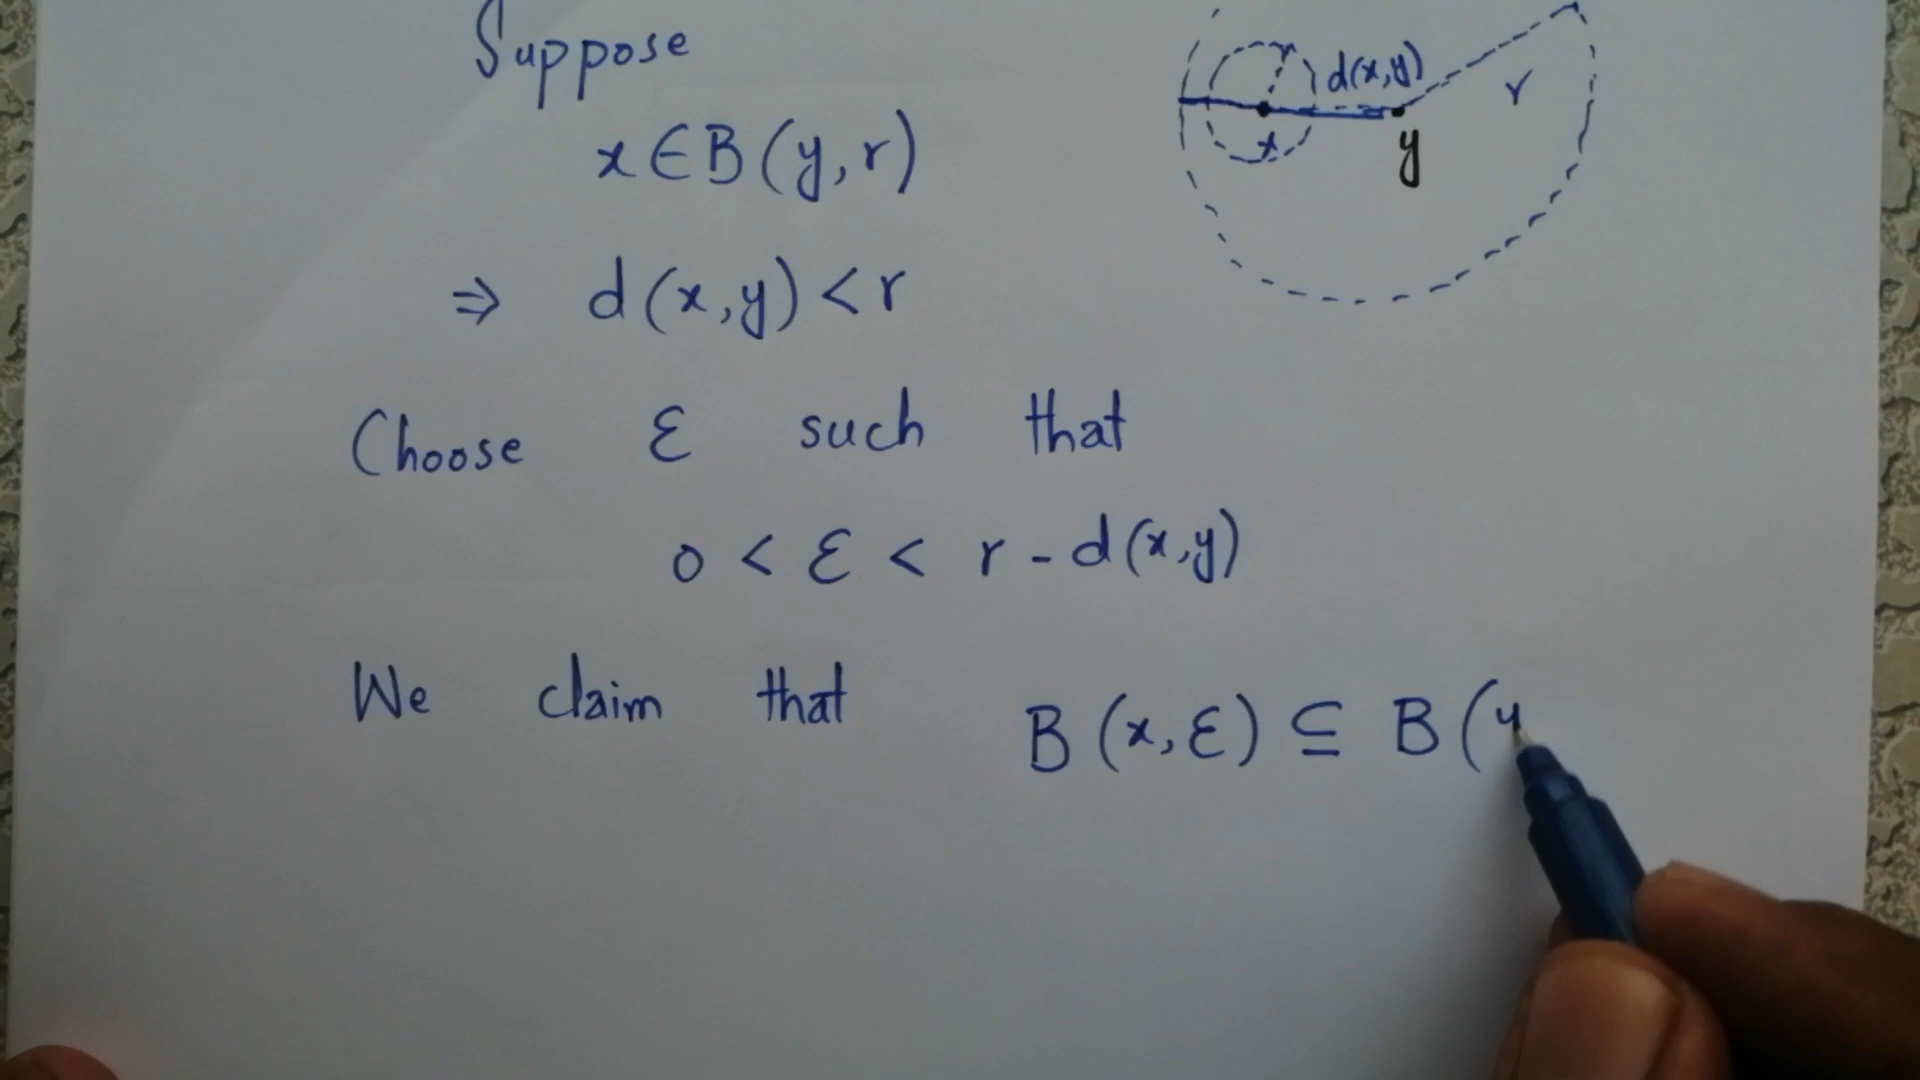 Suppose
x ∈ B(y,r)
⇒ d(x,y) < r
Choose ε such that
0 < ε < r - d(x,y)
We claim that B(x,ε) ⊆ B(y
d(x,y)
r
x
y